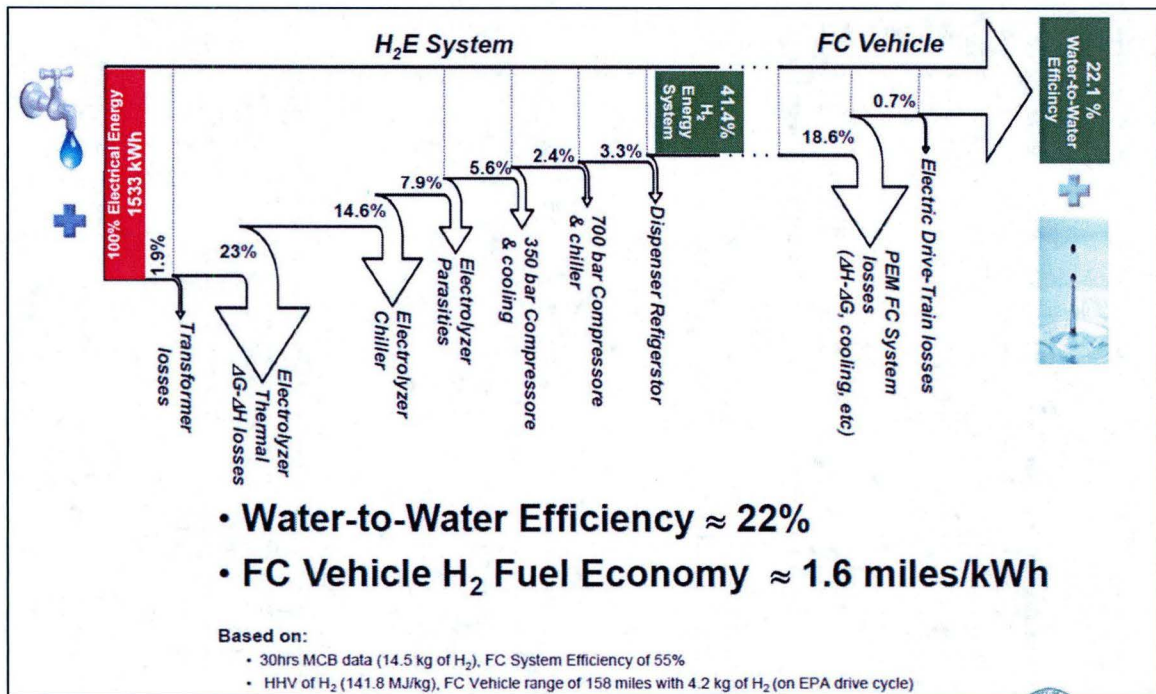 H2E System
FC Vehicle
100% Electrical Energy
1533 kWh
1.9%
23%
14.6%
7.9%
5.6%
2.4%
3.3%
41.4%
H2
Energy
System
18.6%
0.7%
22.1 %
Water-to-Water
Efficincy
Transformer
losses
Electrolyzer
Thermal
ΔG-ΔH losses
Electrolyzer
Chiller
Electrolyzer
Parasities
350 bar Compressore
& cooling
700 bar Compressore
& chiller
Dispenser Refigerstor
PEM FC System
losses
(ΔH-ΔG, cooling, etc)
Electric Drive-Train losses
• Water-to-Water Efficiency ≈ 22%
• FC Vehicle H2 Fuel Economy ≈ 1.6 miles/kWh
Based on:
• 30hrs MCB data (14.5 kg of H2), FC System Efficiency of 55%
• HHV of H2 (141.8 MJ/kg), FC Vehicle range of 158 miles with 4.2 kg of H2 (on EPA drive cycle)